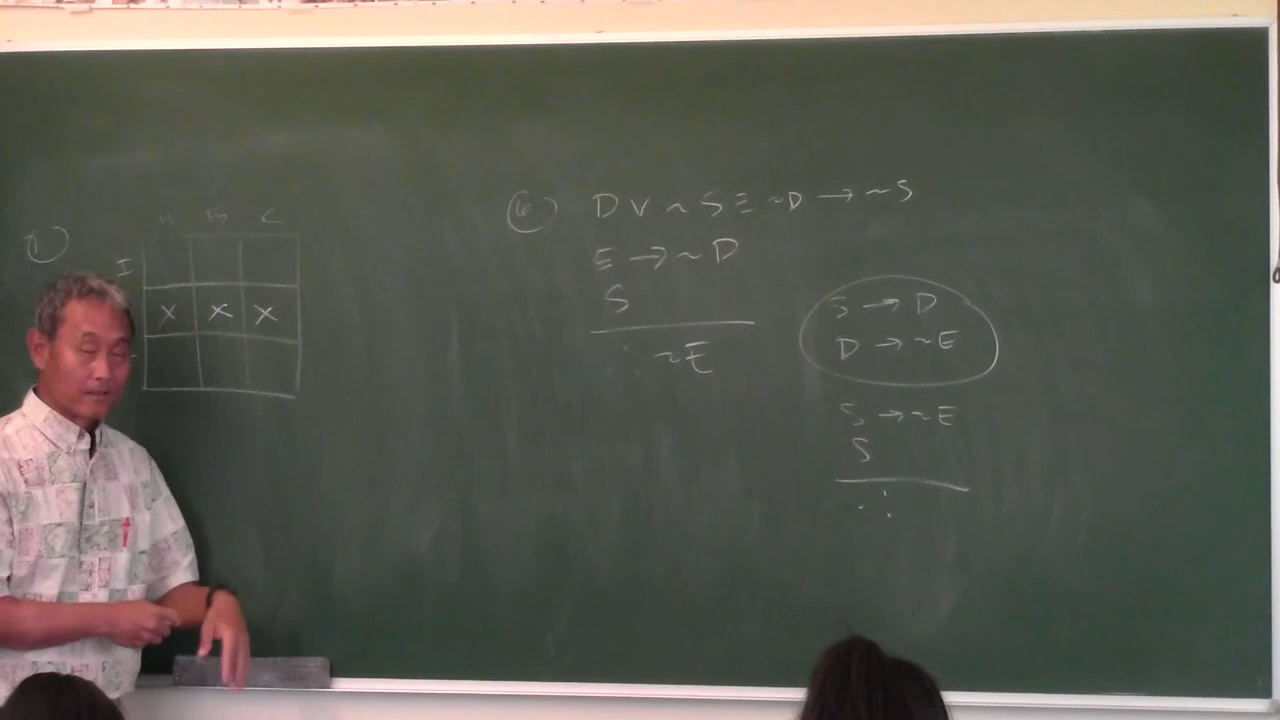 ①
B C
I
X X X
⑥ D V ~S ≡ ~D → ~S
E → ~D
S
∴ ~E
S → D
D → ~E
S → ~E
S
∴